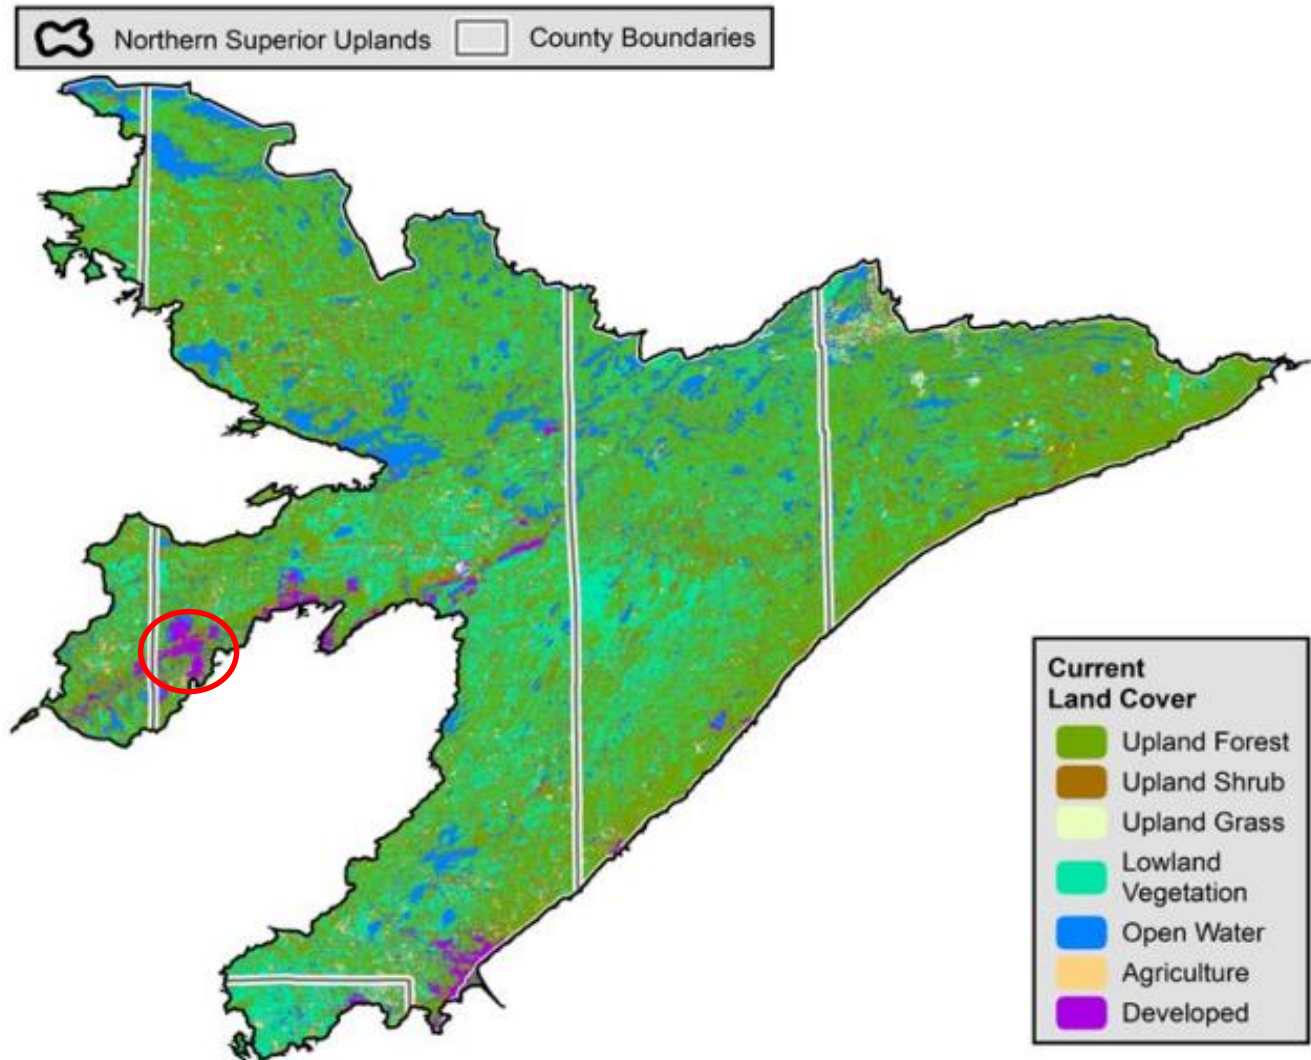 Northern Superior Uplands County Boundaries
Current
Land Cover
Upland Forest
Upland Shrub
Upland Grass
Lowland
Vegetation
Open Water
Agriculture
Developed